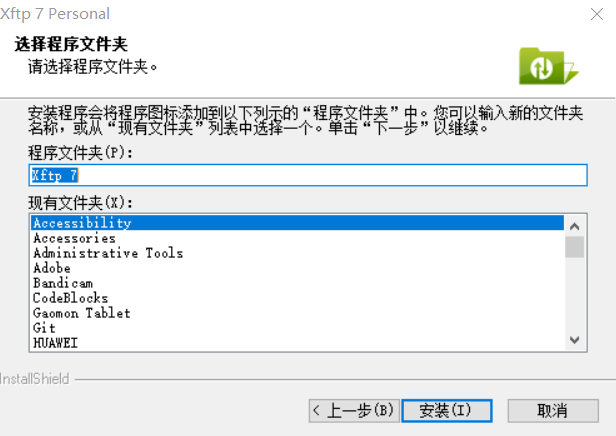 Xftp 7 Personal
选择程序文件夹
请选择程序文件夹。
安装程序会将程序图标添加到以下列示的“程序文件夹”中。您可以输入新的文件夹
名称，或从“现有文件夹”列表中选择一个。单击“下一步”以继续。
程序文件夹(P)：
Xftp 7
现有文件夹(X)：
Accessibility
Accessories
Administrative Tools
Adobe
Bandicam
CodeBlocks
Gaomon Tablet
Git
HUAWEI
InstallShield
< 上一步(B) 安装(I) 取消